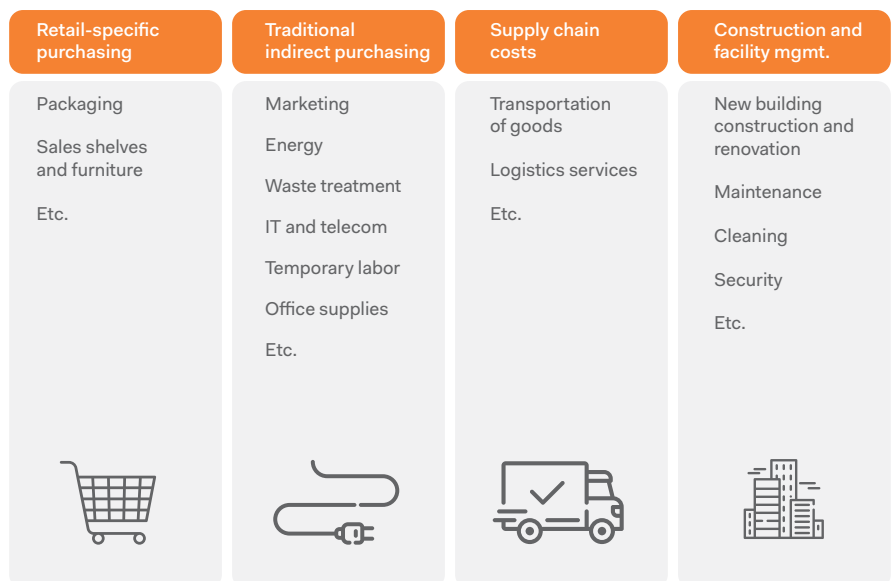 Retail-specific
purchasing
Packaging
Sales shelves
and furniture
Etc.
Traditional
indirect purchasing
Marketing
Energy
Waste treatment
IT and telecom
Temporary labor
Office supplies
Etc.
Supply chain
costs
Transportation
of goods
Logistics services
Etc.
Construction and
facility mgmt.
New building
construction and
renovation
Maintenance
Cleaning
Security
Etc.